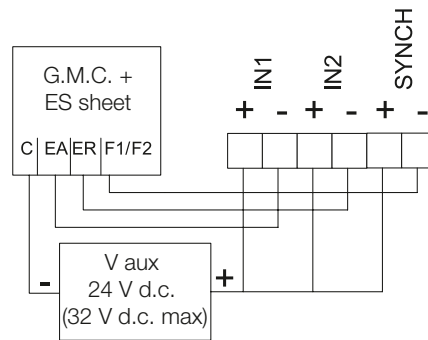 G.M.C. +
ES sheet
C EA ER F1/F2
IN1 IN2 SYNCH
+ - + - + -
- +
V aux
24 V d.c.
(32 V d.c. max)